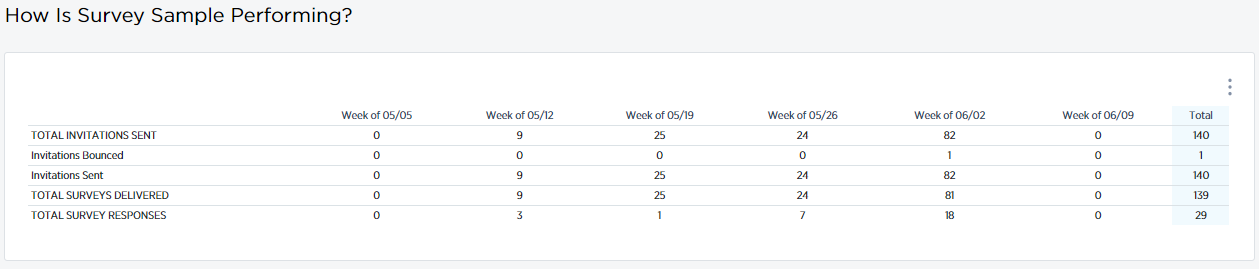 How Is Survey Sample Performing?
Week of 05/05 Week of 05/12 Week of 05/19 Week of 05/26 Week of 06/02 Week of 06/09 Total
TOTAL INVITATIONS SENT 0 9 25 24 82 0 140
Invitations Bounced 0 0 0 0 1 0 1
Invitations Sent 0 9 25 24 82 0 140
TOTAL SURVEYS DELIVERED 0 9 25 24 81 0 139
TOTAL SURVEY RESPONSES 0 3 1 7 18 0 29